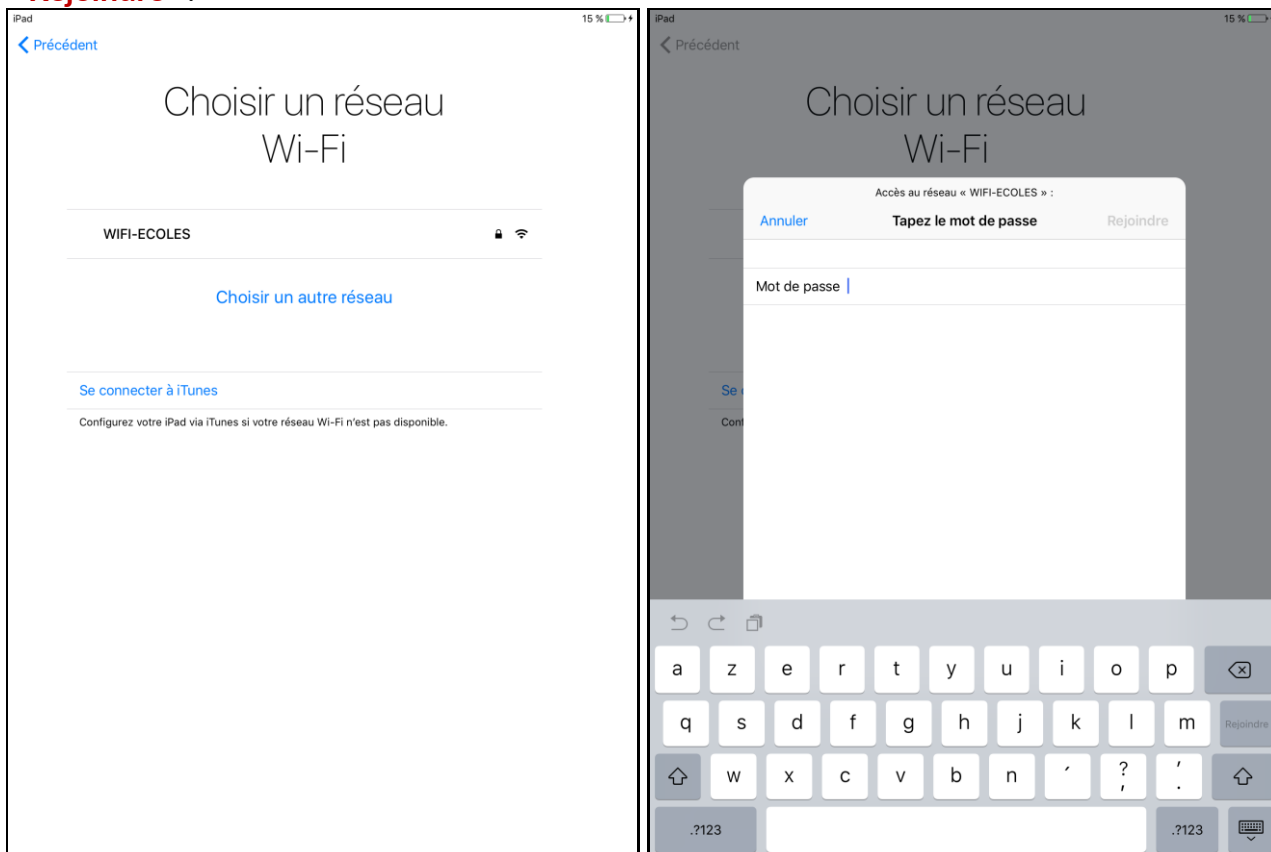 Rejoindre
iPad 15 %
Précédent
Choisir un réseau
Wi-Fi
WIFI-ECOLES
Choisir un autre réseau
Se connecter à iTunes
Configurez votre iPad via iTunes si votre réseau Wi-Fi n'est pas disponible.
iPad 15 %
Précédent
Choisir un réseau
Wi-Fi
Accès au réseau « WIFI-ECOLES » :
Annuler Tapez le mot de passe Rejoindre
Mot de passe
Se
Conf
a z e r t y u i o p
q s d f g h j k l m Rejoindre
w x c v b n ´ ? , ' .
.?123 .?123